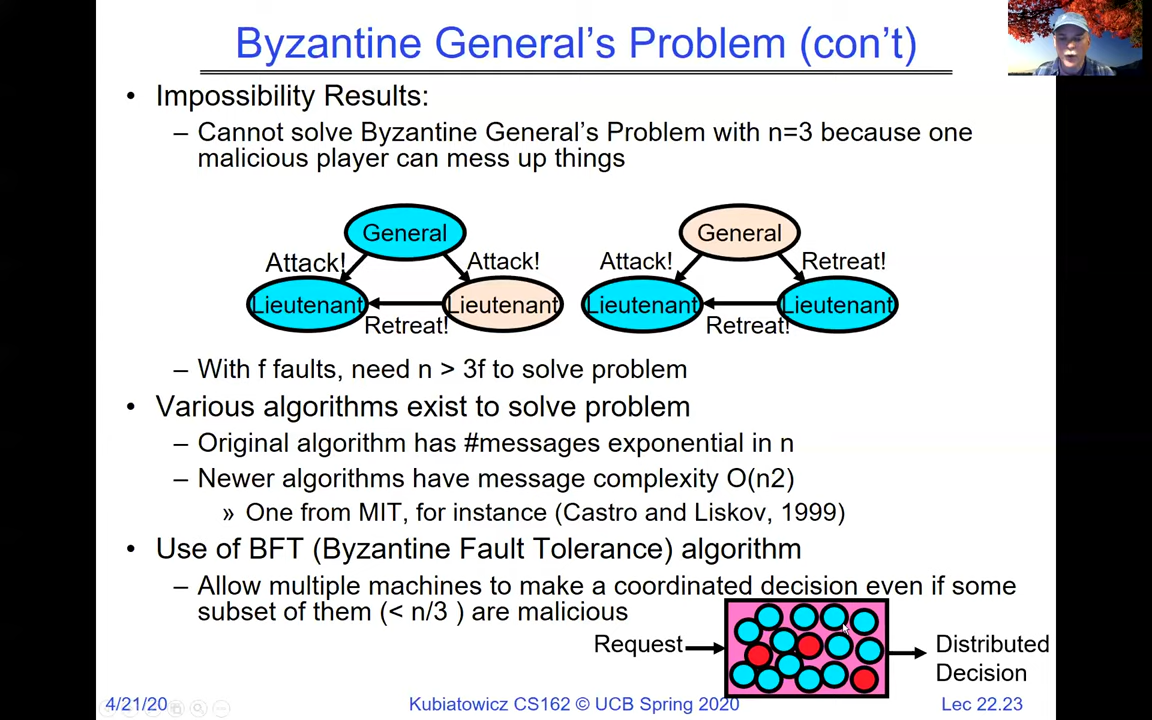 Byzantine General's Problem (con't)
• Impossibility Results:
– Cannot solve Byzantine General's Problem with n=3 because one
malicious player can mess up things
General
General
Attack!
Attack!
Attack!
Retreat!
Lieutenant
Lieutenant
Lieutenant
Lieutenant
Retreat!
Retreat!
– With f faults, need n > 3f to solve problem
• Various algorithms exist to solve problem
– Original algorithm has #messages exponential in n
– Newer algorithms have message complexity O(n2)
» One from MIT, for instance (Castro and Liskov, 1999)
• Use of BFT (Byzantine Fault Tolerance) algorithm
– Allow multiple machines to make a coordinated decision even if some
subset of them (< n/3 ) are malicious
Request
Distributed
Decision
4/21/20
Kubiatowicz CS162 © UCB Spring 2020
Lec 22.23